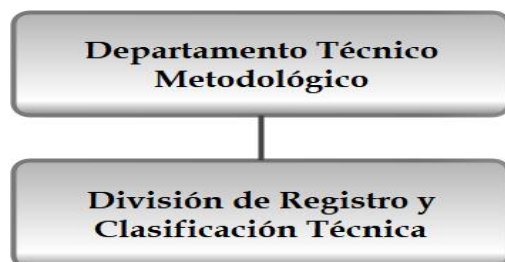 Departamento Técnico
Metodológico
División de Registro y
Clasificación Técnica